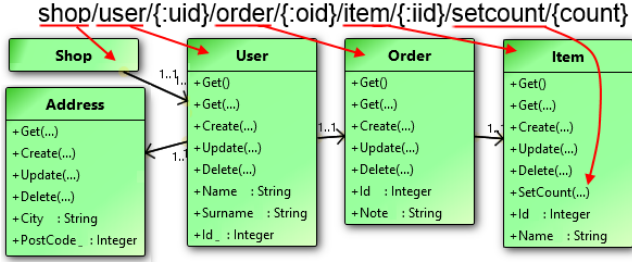 shop/user/{:uid}/order/{:oid}/item/{:iid}/setcount/{count}
Shop
1..1
1..
Address
+Get(...)
+Create(...)
+Update(...)
+Delete(...)
+City : String
+PostCode_ : Integer
1..1
User
+Get()
+Get(...)
+Create(...)
+Update(...)
+Delete(...)
+Name : String
+Surname : String
+Id_ : Integer
1..1
Order
+Get()
+Get(...)
+Create(...)
+Update(...)
+Delete(...)
+Id : Integer
+Note : String
1..
Item
+Get()
+Get(...)
+Create(...)
+Update(...)
+Delete(...)
+SetCount(...)
+Id : Integer
+Name : String